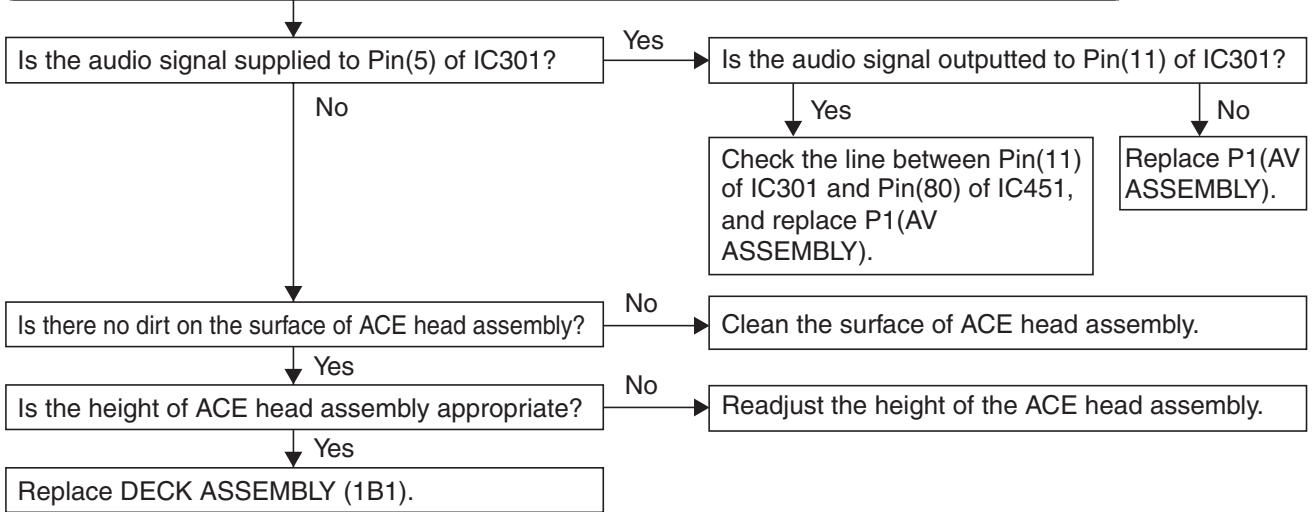 Is the audio signal supplied to Pin(5) of IC301?
Yes
Is the audio signal outputted to Pin(11) of IC301?
No
Yes
No
Check the line between Pin(11)
of IC301 and Pin(80) of IC451,
and replace P1(AV
ASSEMBLY).
Replace P1(AV
ASSEMBLY).
Is there no dirt on the surface of ACE head assembly?
No
Clean the surface of ACE head assembly.
Yes
Is the height of ACE head assembly appropriate?
No
Readjust the height of the ACE head assembly.
Yes
Replace DECK ASSEMBLY (1B1).